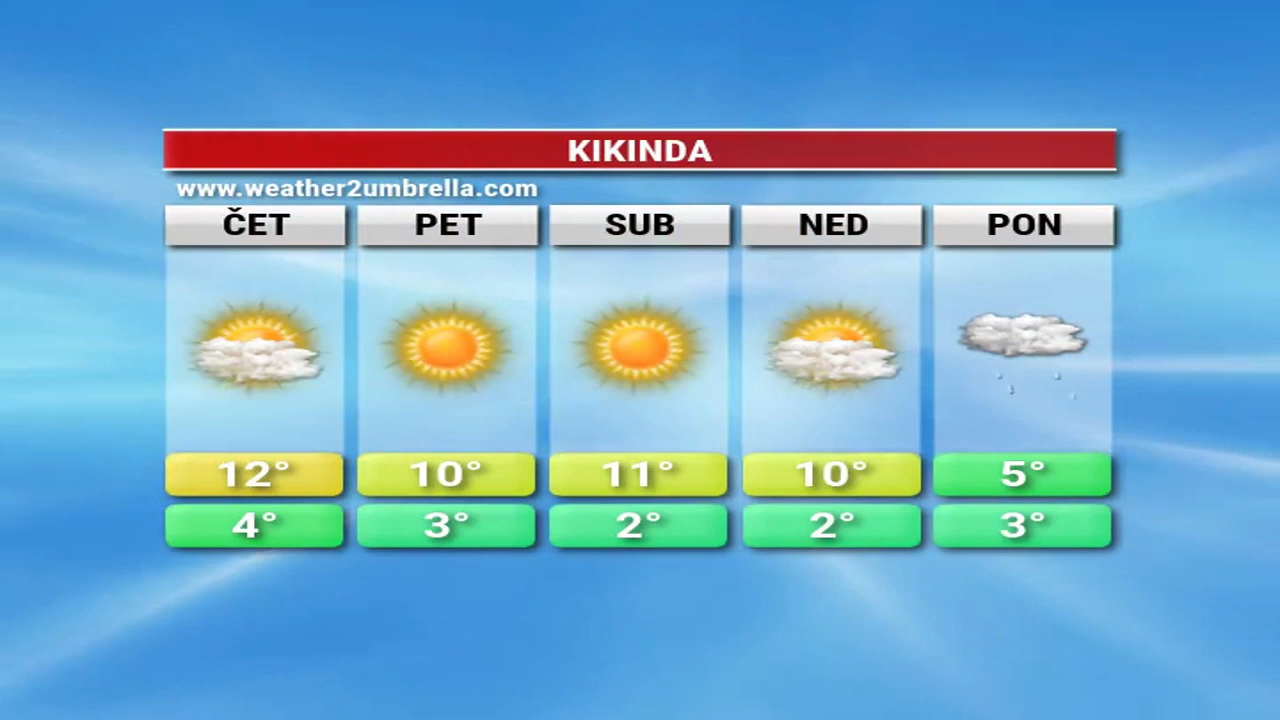 KIKINDA
www.weather2umbrella.com
ČET PET SUB NED PON
12° 10° 11° 10° 5°
4° 3° 2° 2° 3°